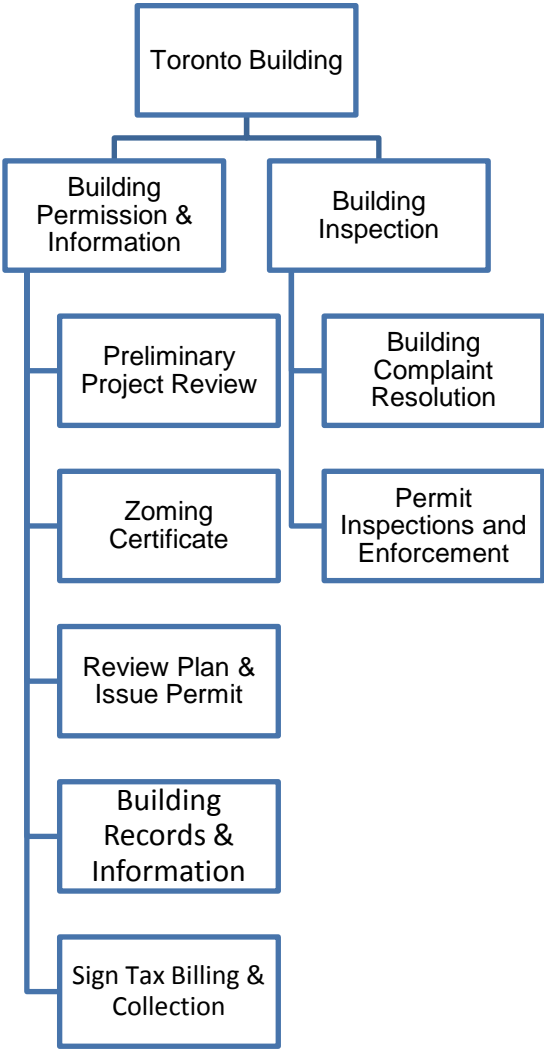 Toronto Building
Building
Permission &
Information
Building
Inspection
Preliminary
Project Review
Building
Complaint
Resolution
Zoming
Certificate
Permit
Inspections and
Enforcement
Review Plan &
Issue Permit
Building
Records &
Information
Sign Tax Billing &
Collection